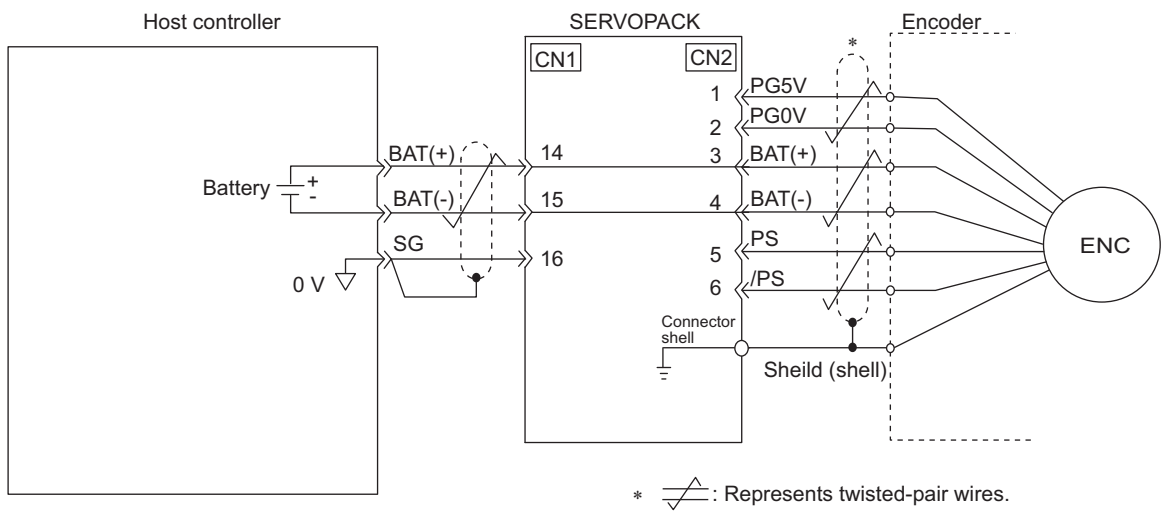 Host controller
SERVOPACK
Encoder
CN1
CN2
*
1
PG5V
2
PG0V
BAT(+)
14
3
BAT(+)
Battery
+
-
BAT(-)
15
4
BAT(-)
ENC
SG
16
5
PS
0 V
6
/PS
Connector
shell
Sheild (shell)
* : Represents twisted-pair wires.